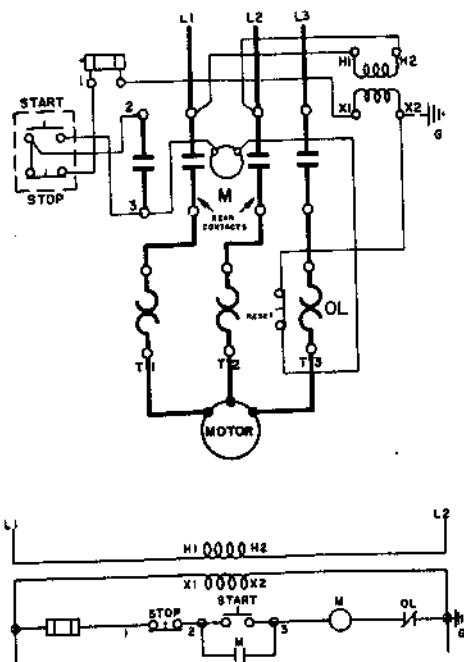 L1 L2 L3
H1 H2
1
X1 X2
START
2
G
STOP
3
M
REAR
CONTACTS
RESET
OL
T1 T2 T3
MOTOR
L1 L2
H1 H2
X1 X2
STOP START M OL
1 2 3
G
M